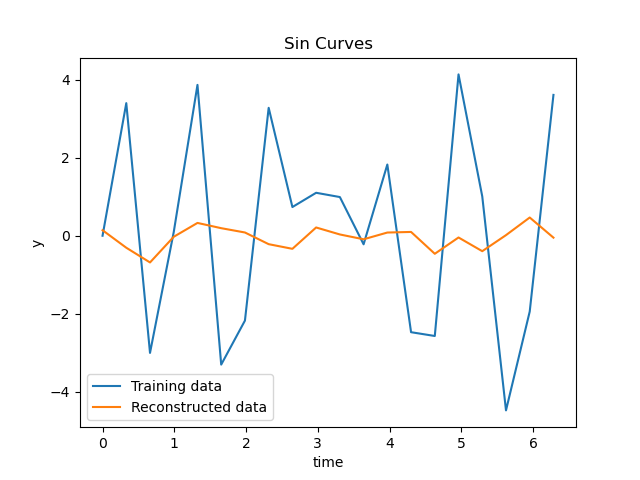 Sin Curves
y
4
2
0
−2
−4
Training data
Reconstructed data
0 1 2 3 4 5 6
time